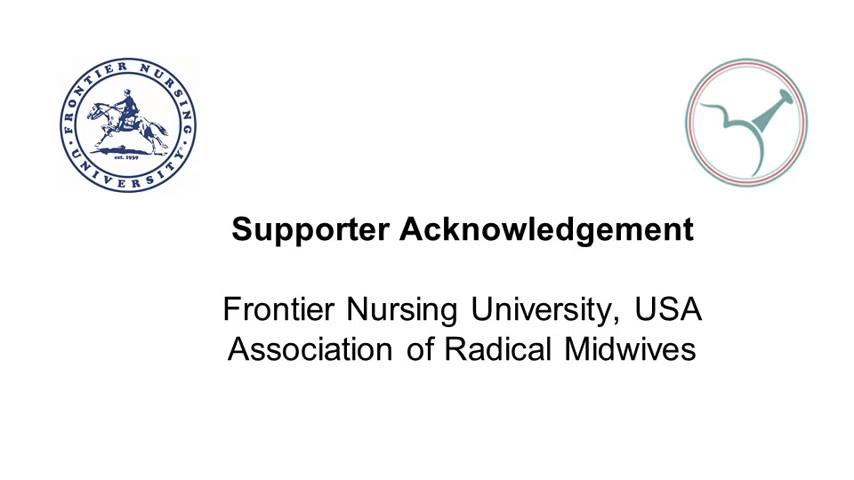 FRONTIER NURSING
UNIVERSITY
est. 1939
Supporter Acknowledgement
Frontier Nursing University, USA
Association of Radical Midwives